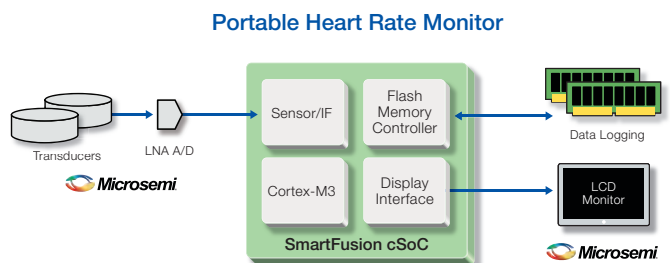 Portable Heart Rate Monitor
Transducers
Microsemi
LNA A/D
Sensor/IF
Flash
Memory
Controller
Cortex-M3
Display
Interface
SmartFusion cSoC
Data Logging
LCD
Monitor
Microsemi